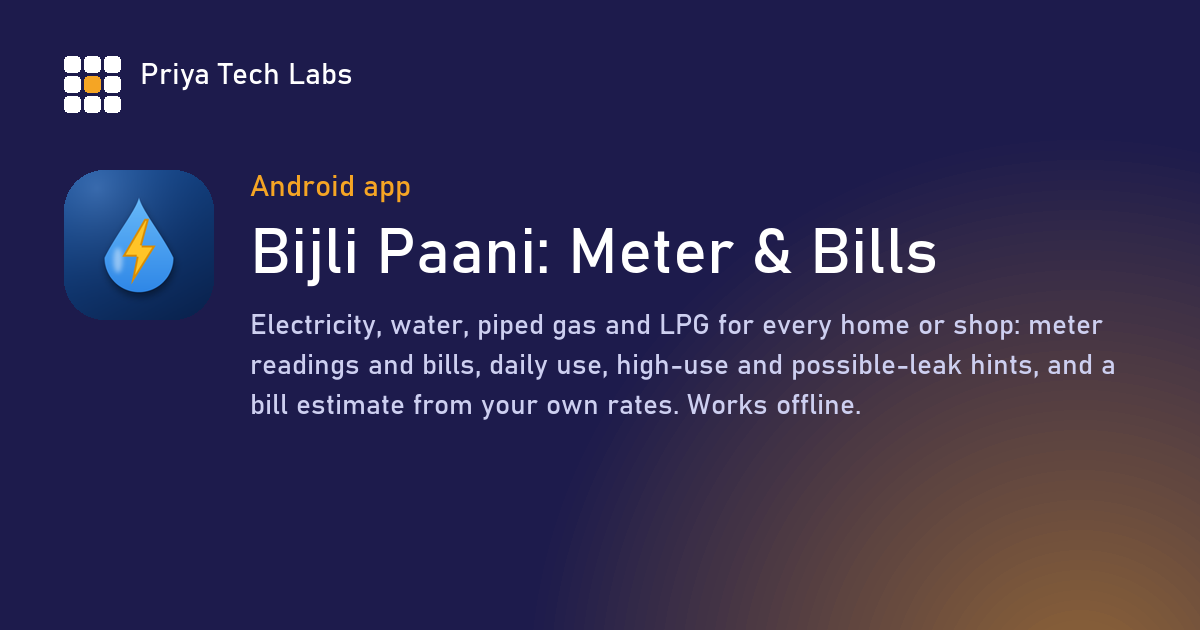 Priya Tech Labs
Android app
Bijli Paani: Meter & Bills
Electricity, water, piped gas and LPG for every home or shop: meter
readings and bills, daily use, high-use and possible-leak hints, and a
bill estimate from your own rates. Works offline.